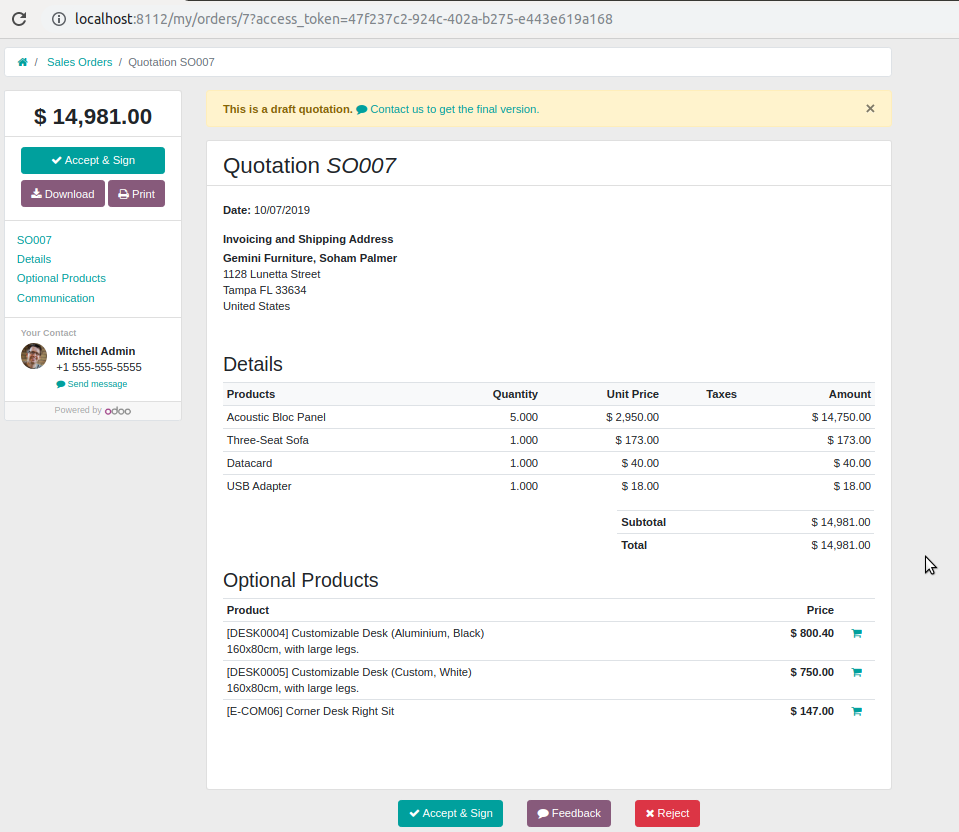 localhost:8112/my/orders/7?access_token=47f237c2-924c-402a-b275-e443e619a168
/ Sales Orders / Quotation SO007
$ 14,981.00
Accept & Sign
Download Print
SO007
Details
Optional Products
Communication
Your Contact
Mitchell Admin
+1 555-555-5555
Send message
Powered by odoo
This is a draft quotation. Contact us to get the final version. ×
Quotation SO007
Date: 10/07/2019
Invoicing and Shipping Address
Gemini Furniture, Soham Palmer
1128 Lunetta Street
Tampa FL 33634
United States
Details
Products Quantity Unit Price Taxes Amount
Acoustic Bloc Panel 5.000 $ 2,950.00 $ 14,750.00
Three-Seat Sofa 1.000 $ 173.00 $ 173.00
Datacard 1.000 $ 40.00 $ 40.00
USB Adapter 1.000 $ 18.00 $ 18.00
Subtotal $ 14,981.00
Total $ 14,981.00
Optional Products
Product Price
[DESK0004] Customizable Desk (Aluminium, Black) $ 800.40
160x80cm, with large legs.
[DESK0005] Customizable Desk (Custom, White) $ 750.00
160x80cm, with large legs.
[E-COM06] Corner Desk Right Sit $ 147.00
Accept & Sign Feedback Reject